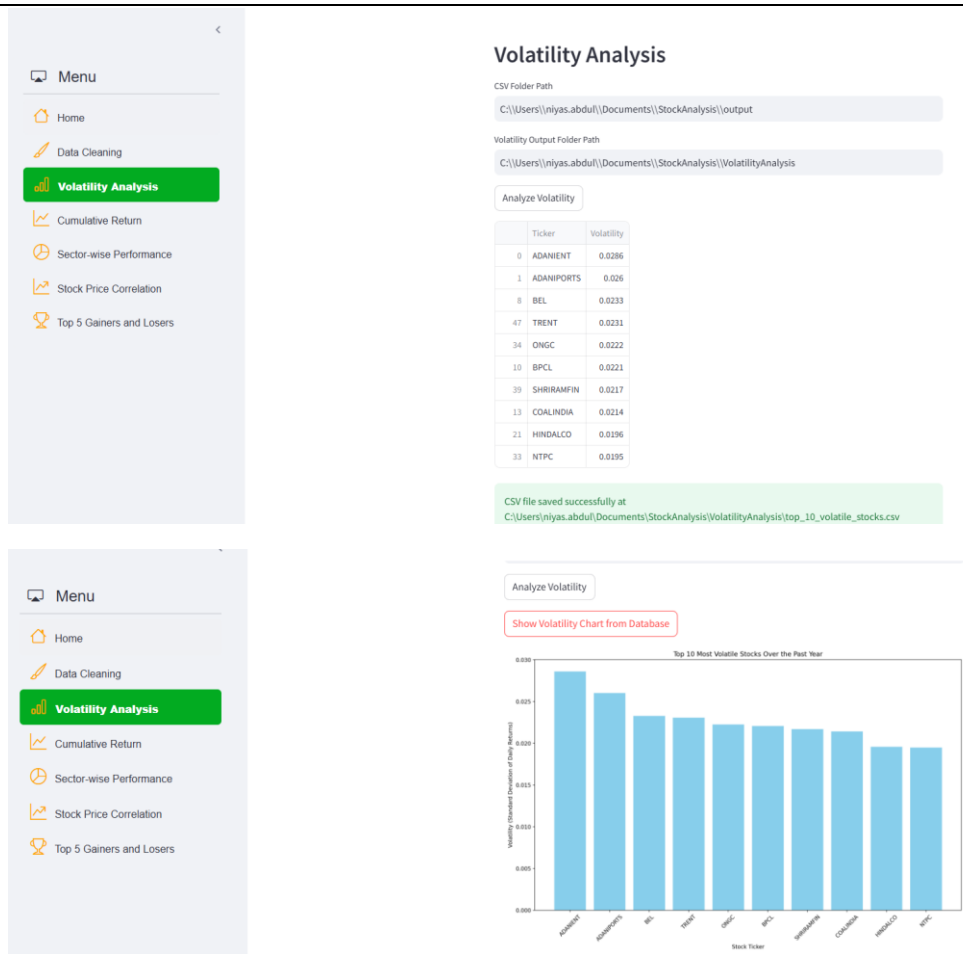 Menu
Home
Data Cleaning
Volatility Analysis
Cumulative Return
Sector-wise Performance
Stock Price Correlation
Top 5 Gainers and Losers
Volatility Analysis
CSV Folder Path
C:\\Users\\niyas.abdul\\Documents\\StockAnalysis\\output
Volatility Output Folder Path
C:\\Users\\niyas.abdul\\Documents\\StockAnalysis\\VolatilityAnalysis
Analyze Volatility
Ticker Volatility
0 ADANIENT 0.0286
1 ADANIPORTS 0.026
8 BEL 0.0233
47 TRENT 0.0231
34 ONGC 0.0222
10 BPCL 0.0221
39 SHRIRAMFIN 0.0217
13 COALINDIA 0.0214
21 HINDALCO 0.0196
33 NTPC 0.0195
CSV file saved successfully at
C:\Users\niyas.abdul\Documents\StockAnalysis\VolatilityAnalysis\top_10_volatile_stocks.csv
Menu
Home
Data Cleaning
Volatility Analysis
Cumulative Return
Sector-wise Performance
Stock Price Correlation
Top 5 Gainers and Losers
Analyze Volatility
Show Volatility Chart from Database
Top 10 Most Volatile Stocks Over the Past Year
Volatility (Standard Deviation of Daily Returns)
0.030
0.025
0.020
0.015
0.010
0.005
0.000
ADANIENT
ADANIPORTS
BEL
TRENT
ONGC
BPCL
SHRIRAMFIN
COALINDIA
HINDALCO
NTPC
Stock Ticker